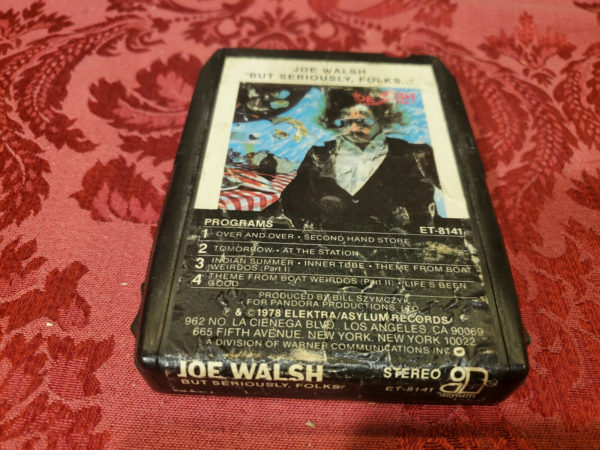 JOE WALSH
"BUT SERIOUSLY, FOLKS..."
PROGRAMS ET-8141
1 OVER AND OVER • SECOND HAND STORE
2 TOMORROW • AT THE STATION
3 INDIAN SUMMER • INNER TUBE • THEME FROM BOAT
WEIRDOS (Part I)
4 THEME FROM BOAT WEIRDOS (Part II) • LIFE'S BEEN
GOOD
PRODUCED BY BILL SZYMCZYK
FOR PANDORA PRODUCTIONS, LTD.
℗ & © 1978 ELEKTRA/ASYLUM RECORDS
962 NO. LA CIENEGA BLVD. LOS ANGELES, CA 90069
665 FIFTH AVENUE, NEW YORK, NEW YORK 10022
A DIVISION OF WARNER COMMUNICATIONS INC
JOE WALSH STEREO
BUT SERIOUSLY, FOLKS ET-8141 asylum